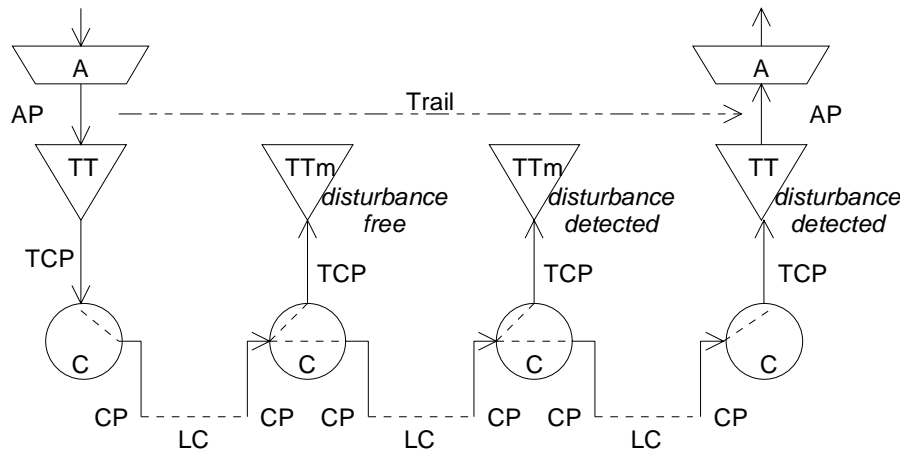 A A
AP Trail AP
TT TTm TTm TT
disturbance disturbance disturbance
free detected detected
TCP TCP TCP TCP
C C C C
CP CP CP CP CP CP
LC LC LC